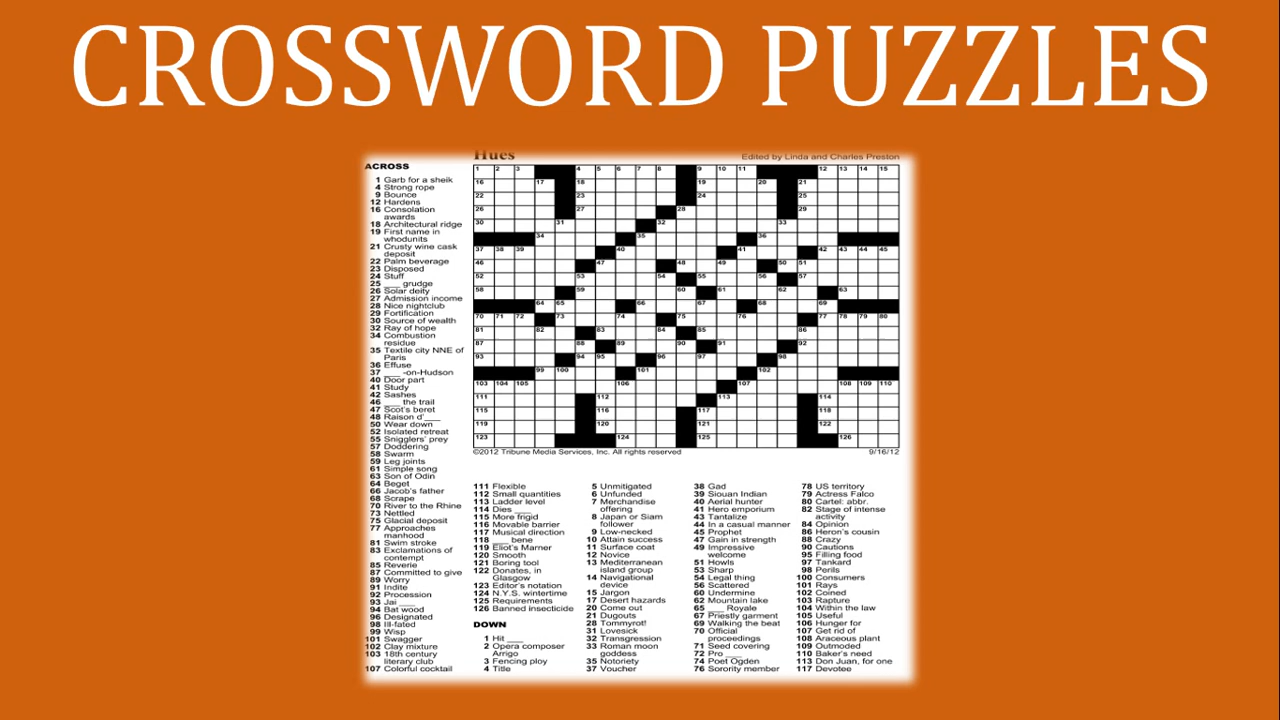 CROSSWORD PUZZLES
Hues
Edited by Linda and Charles Preston
ACROSS
1 Garb for a sheik
4 Strong rope
9 Bounce
12 Hardens
16 Consolation
awards
18 Architectural ridge
19 First name in
whodunits
21 Crusty wine cask
deposit
22 Palm beverage
23 Disposed
24 Stuff
25 ___ grudge
26 Solar deity
27 Admission income
28 Nice nightclub
29 Fortification
30 Source of wealth
32 Ray of hope
34 Combustion
residue
35 Textile city NNE of
Paris
36 Effuse
37 ___ -on-Hudson
40 Door part
41 Study
42 Sashes
46 ___ the trail
47 Scot's beret
48 Raison d'___
50 Wear down
52 Isolated retreat
55 Snigglers' prey
57 Doddering
58 Swarm
59 Leg joints
61 Simple song
63 Son of Odin
64 Beget
66 Jacob's father
68 Scrape
70 River to the Rhine
73 Nettled
75 Glacial deposit
77 Approaches
manhood
81 Swim stroke
83 Exclamations of
contempt
85 Reverie
87 Committed to give
89 Worry
91 Indite
92 Procession
93 Jai ___
94 Bat wood
96 Designated
98 Ill-fated
99 Wisp
101 Swagger
102 Clay mixture
103 18th century
literary club
107 Colorful cocktail
©2012 Tribune Media Services, Inc. All rights reserved
9/16/12
111 Flexible
112 Small quantities
113 Ladder level
114 Dies ___
115 More frigid
116 Movable barrier
117 Musical direction
118 ___ bene
119 Eliot's Marner
120 Smooth
121 Boring tool
122 Donates, in
Glasgow
123 Editor's notation
124 N.Y.S. wintertime
125 Requirements
126 Banned insecticide
DOWN
1 Hit ___
2 Opera composer
Arrigo
3 Fencing ploy
4 Title
5 Unmitigated
6 Unfunded
7 Merchandise
offering
8 Japan or Siam
follower
9 Low-necked
10 Attain success
11 Surface coat
12 Novice
13 Mediterranean
island group
14 Navigational
device
15 Jargon
17 Desert hazards
20 Come out
21 Dugouts
28 Tommyrot!
31 Lovesick
32 Transgression
33 Roman moon
goddess
35 Notoriety
37 Voucher
38 Gad
39 Siouan Indian
40 Aerial hunter
41 Hero emporium
43 Tantalize
44 In a casual manner
45 Prophet
47 Gain in strength
49 Impressive
welcome
51 Howls
53 Sharp
54 Legal thing
56 Scattered
60 Undermine
62 Mountain lake
65 ___ Royale
67 Priestly garment
69 Walking the beat
70 Official
proceedings
71 Seed covering
72 Pro ___
74 Poet Ogden
76 Sorority member
78 US territory
79 Actress Falco
80 Cartel: abbr.
82 Stage of intense
activity
84 Opinion
86 Heron's cousin
88 Crazy
90 Cautions
95 Filling food
97 Tankard
98 Perils
100 Consumers
101 Rays
102 Coined
103 Rapture
104 Within the law
105 Useful
106 Hunger for
107 Get rid of
108 Araceous plant
109 Outmoded
110 Baker's need
113 Don Juan, for one
117 Devotee